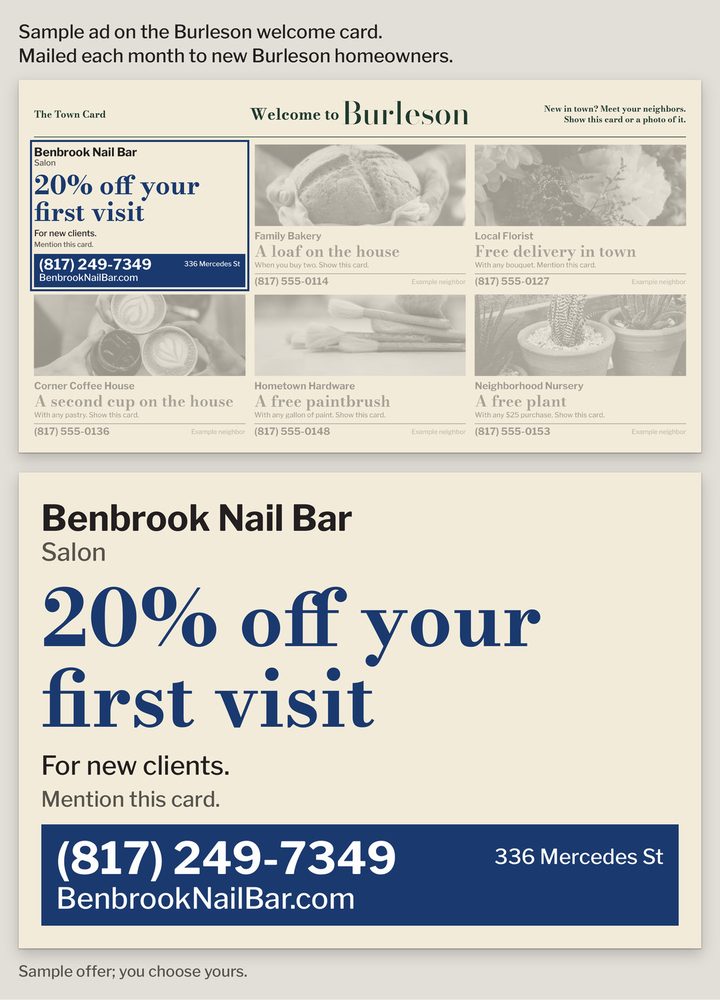 Sample ad on the Burleson welcome card.
Mailed each month to new Burleson homeowners.
The Town Card
Welcome to Burleson
New in town? Meet your neighbors.
Show this card or a photo of it.
Benbrook Nail Bar
Salon
20% off your
first visit
For new clients.
Mention this card.
(817) 249-7349
336 Mercedes St
BenbrookNailBar.com
Family Bakery
A loaf on the house
When you buy two. Show this card.
(817) 555-0114
Example neighbor
Local Florist
Free delivery in town
With any bouquet. Mention this card.
(817) 555-0127
Example neighbor
Corner Coffee House
A second cup on the house
With any pastry. Show this card.
(817) 555-0136
Example neighbor
Hometown Hardware
A free paintbrush
With any gallon of paint. Show this card.
(817) 555-0148
Example neighbor
Neighborhood Nursery
A free plant
With any $25 purchase. Show this card.
(817) 555-0153
Example neighbor
Benbrook Nail Bar
Salon
20% off your
first visit
For new clients.
Mention this card.
(817) 249-7349
336 Mercedes St
BenbrookNailBar.com
Sample offer; you choose yours.